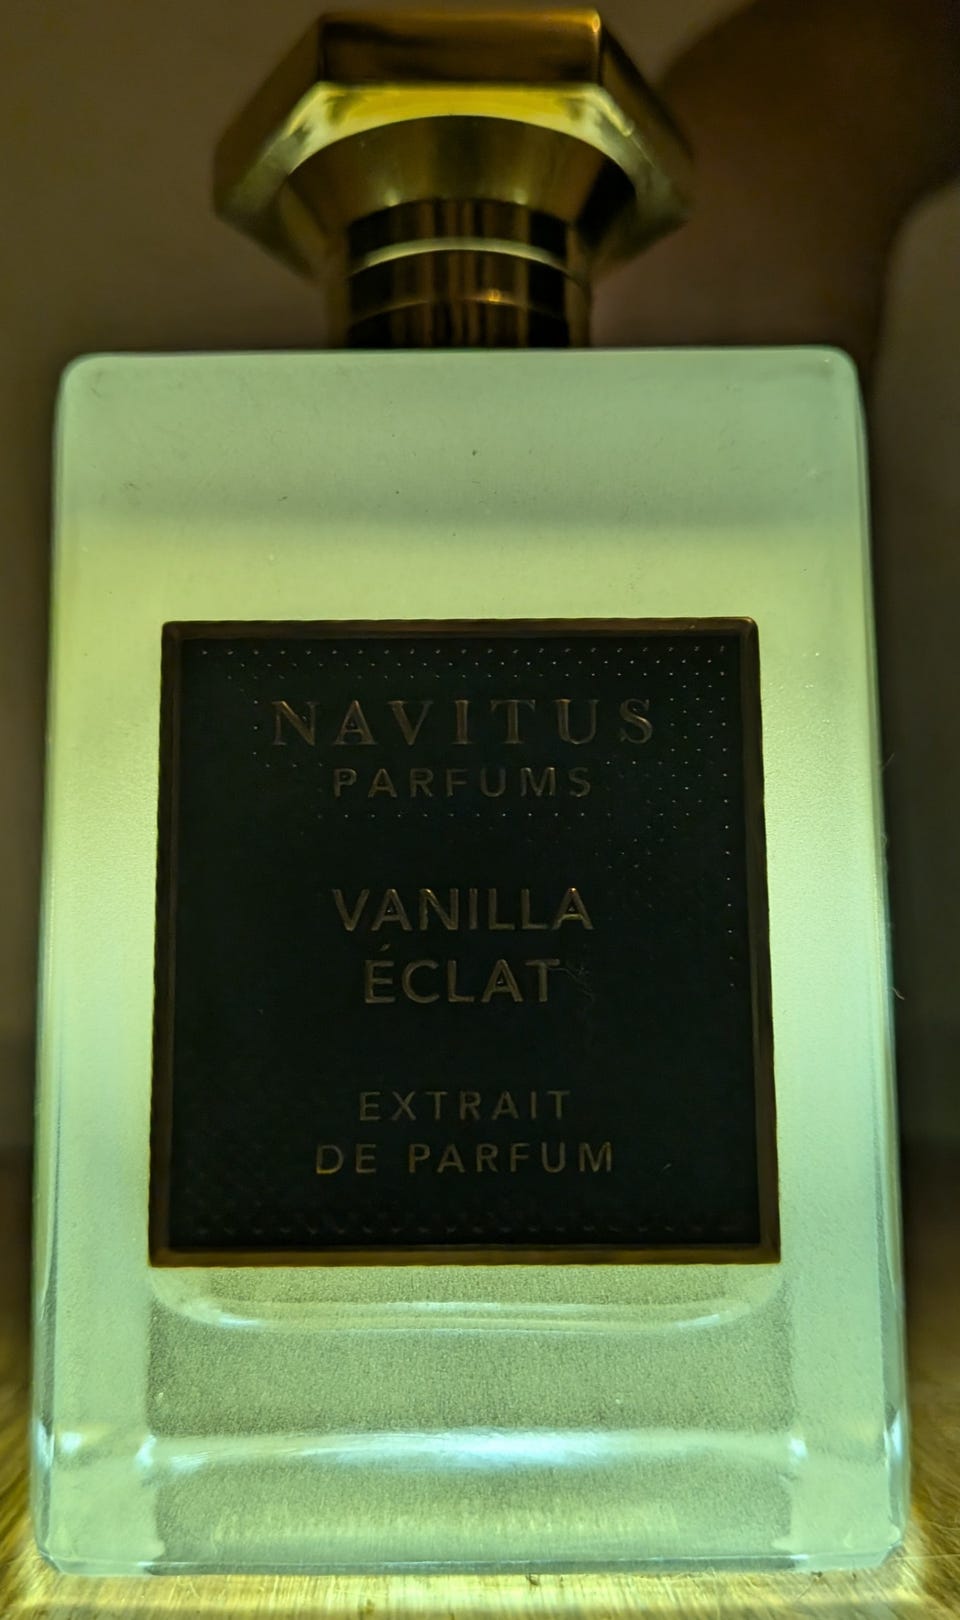 NAVITUS
PARFUMS
VANILLA
ÉCLAT
EXTRAIT
DE PARFUM